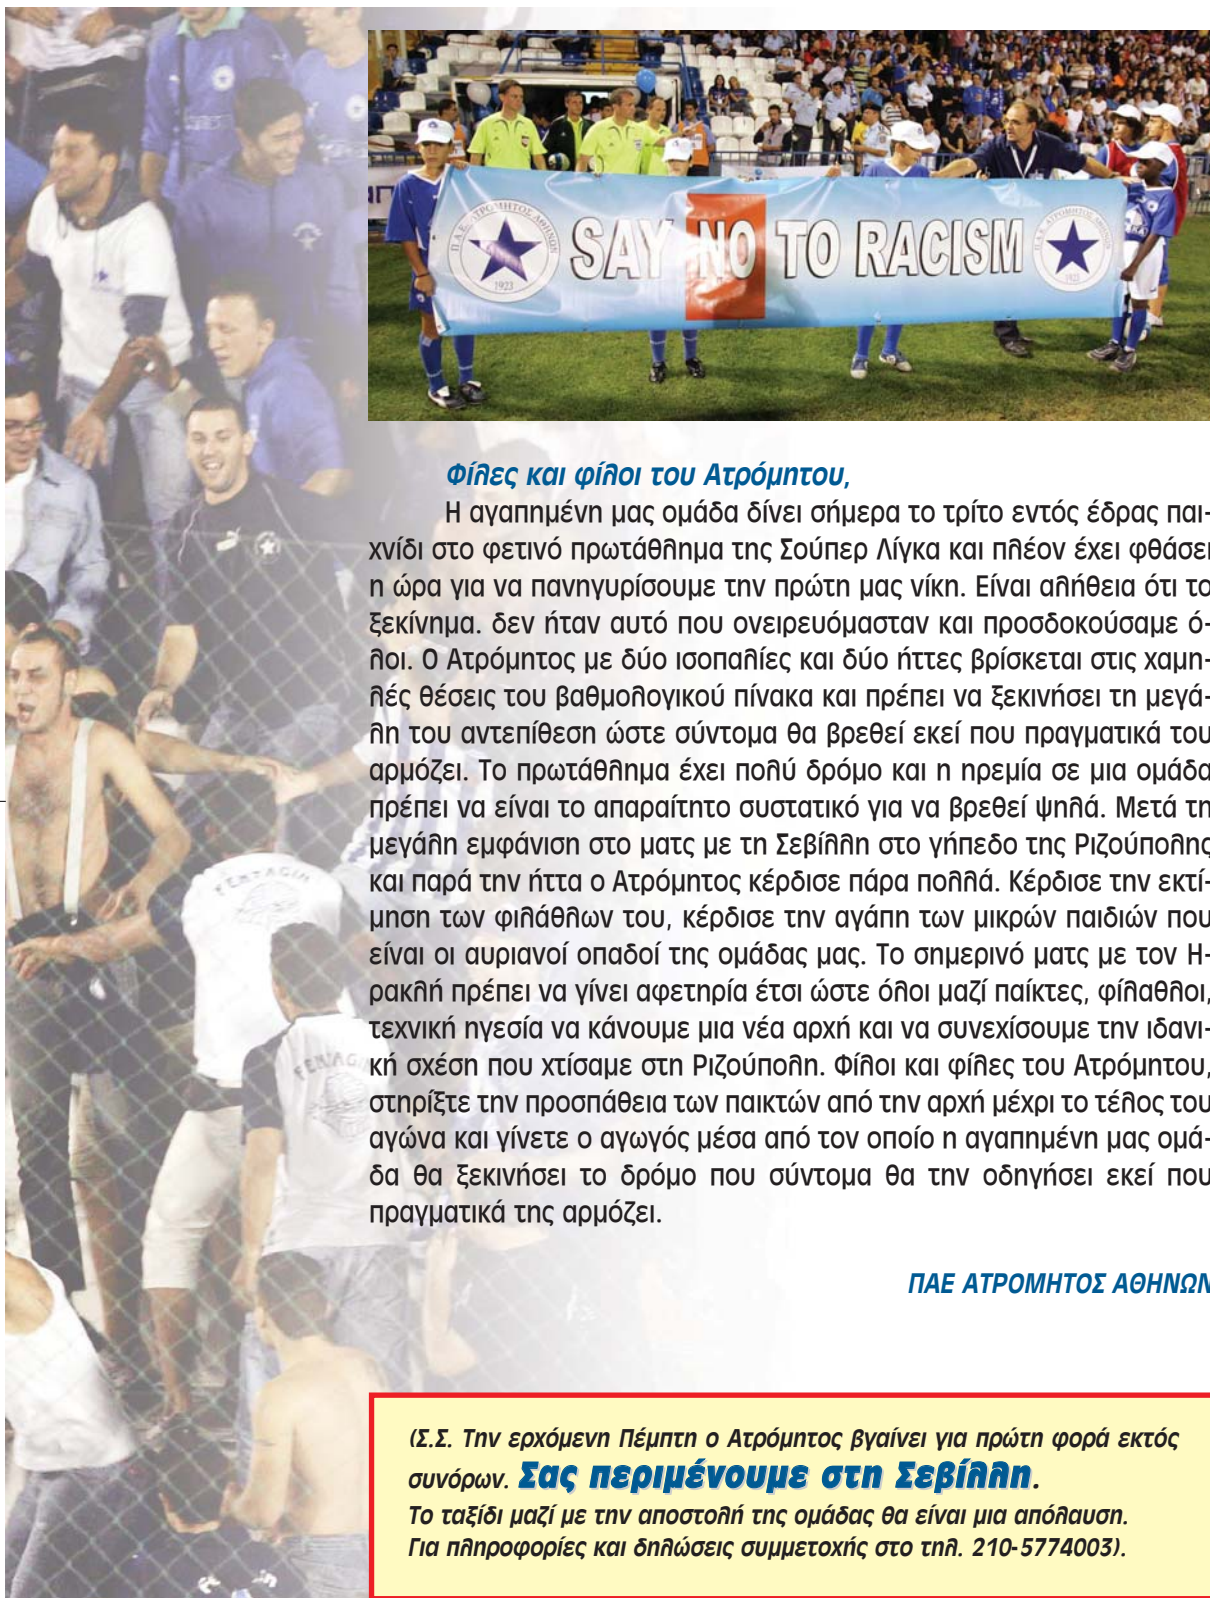 Π.Α.Ε. ΑΤΡΟΜΗΤΟΣ ΑΘΗΝΩΝ
1923
SAY NO TO RACISM
Π.Α.Ε. ΑΤΡΟΜΗΤΟΣ ΑΘΗΝΩΝ
1923
Φίλες και φίλοι του Ατρόμητου,
Η αγαπημένη μας ομάδα δίνει σήμερα το τρίτο εντός έδρας παι-
χνίδι στο φετινό πρωτάθλημα της Σούπερ Λίγκα και πλέον έχει φθάσει
η ώρα για να πανηγυρίσουμε την πρώτη μας νίκη. Είναι αλήθεια ότι το
ξεκίνημα. δεν ήταν αυτό που ονειρευόμασταν και προσδοκούσαμε ό-
λοι. Ο Ατρόμητος με δύο ισοπαλίες και δύο ήττες βρίσκεται στις χαμη-
λές θέσεις του βαθμολογικού πίνακα και πρέπει να ξεκινήσει τη μεγά-
λη του αντεπίθεση ώστε σύντομα θα βρεθεί εκεί που πραγματικά του
αρμόζει. Το πρωτάθλημα έχει πολύ δρόμο και η ηρεμία σε μια ομάδα
πρέπει να είναι το απαραίτητο συστατικό για να βρεθεί ψηλά. Μετά τη
μεγάλη εμφάνιση στο ματς με τη Σεβίλλη στο γήπεδο της Ριζούπολης
και παρά την ήττα ο Ατρόμητος κέρδισε πάρα πολλά. Κέρδισε την εκτί-
μηση των φιλάθλων του, κέρδισε την αγάπη των μικρών παιδιών που
είναι οι αυριανοί οπαδοί της ομάδας μας. Το σημερινό ματς με τον Η-
ρακλή πρέπει να γίνει αφετηρία έτσι ώστε όλοι μαζί παίκτες, φίλαθλοι,
τεχνική ηγεσία να κάνουμε μια νέα αρχή και να συνεχίσουμε την ιδανι-
κή σχέση που χτίσαμε στη Ριζούπολη. Φίλοι και φίλες του Ατρόμητου,
στηρίξτε την προσπάθεια των παικτών από την αρχή μέχρι το τέλος του
αγώνα και γίνετε ο αγωγός μέσα από τον οποίο η αγαπημένη μας ομά-
δα θα ξεκινήσει το δρόμο που σύντομα θα την οδηγήσει εκεί που
πραγματικά της αρμόζει.
ΠΑΕ ΑΤΡΟΜΗΤΟΣ ΑΘΗΝΩΝ
(Σ.Σ. Την ερχόμενη Πέμπτη ο Ατρόμητος βγαίνει για πρώτη φορά εκτός
συνόρων. Σας περιμένουμε στη Σεβίλλη.
Το ταξίδι μαζί με την αποστολή της ομάδας θα είναι μια απόλαυση.
Για πληροφορίες και δηλώσεις συμμετοχής στο τηλ. 210-5774003).
FENTAGIN